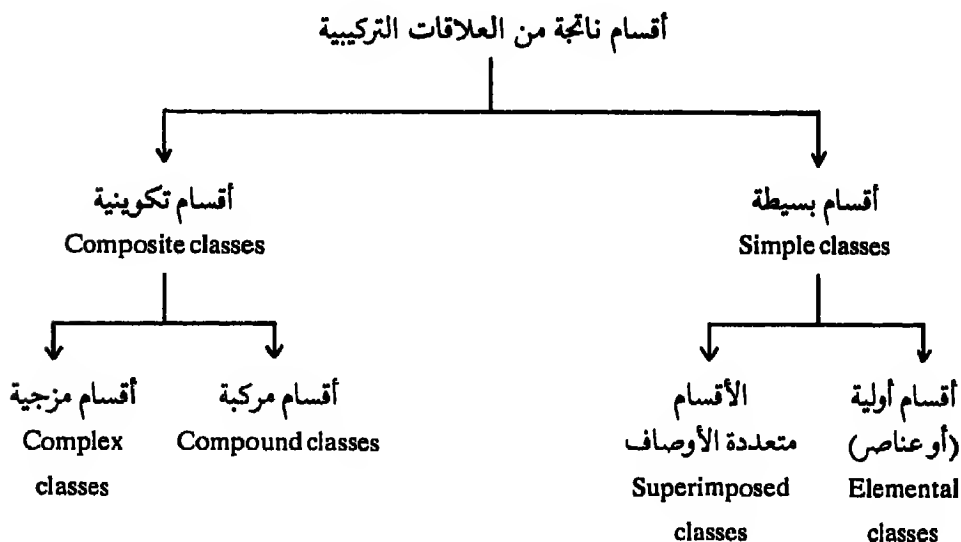 أقسام ناتجة من العلاقات التركيبية
أقسام بسيطة
Simple classes
أقسام تكوينية
Composite classes
أقسام أولية
(أو عناصر)
Elemental
classes
الأقسام
متعددة الأوصاف
Superimposed
classes
أقسام مركبة
Compound classes
أقسام مزجية
Complex
classes